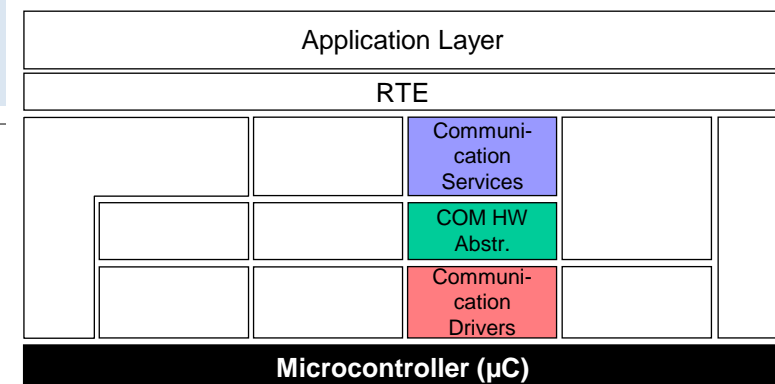 Application Layer
RTE
Communi-
cation
Services
COM HW
Abstr.
Communi-
cation
Drivers
Microcontroller (µC)